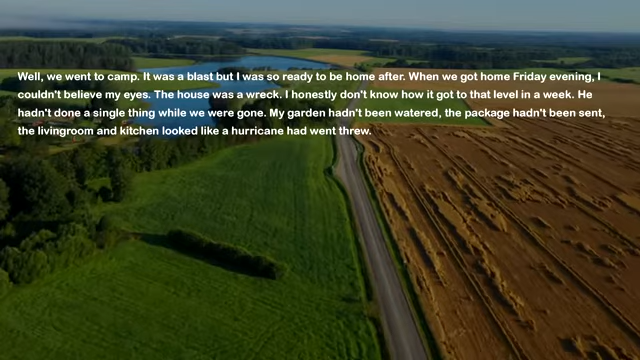 Well, we went to camp. It was a blast but I was so ready to be home after. When we got home Friday evening, I
couldn't believe my eyes. The house was a wreck. I honestly don't know how it got to that level in a week. He
hadn't done a single thing while we were gone. My garden hadn't been watered, the package hadn't been sent,
the livingroom and kitchen looked like a hurricane had went threw.